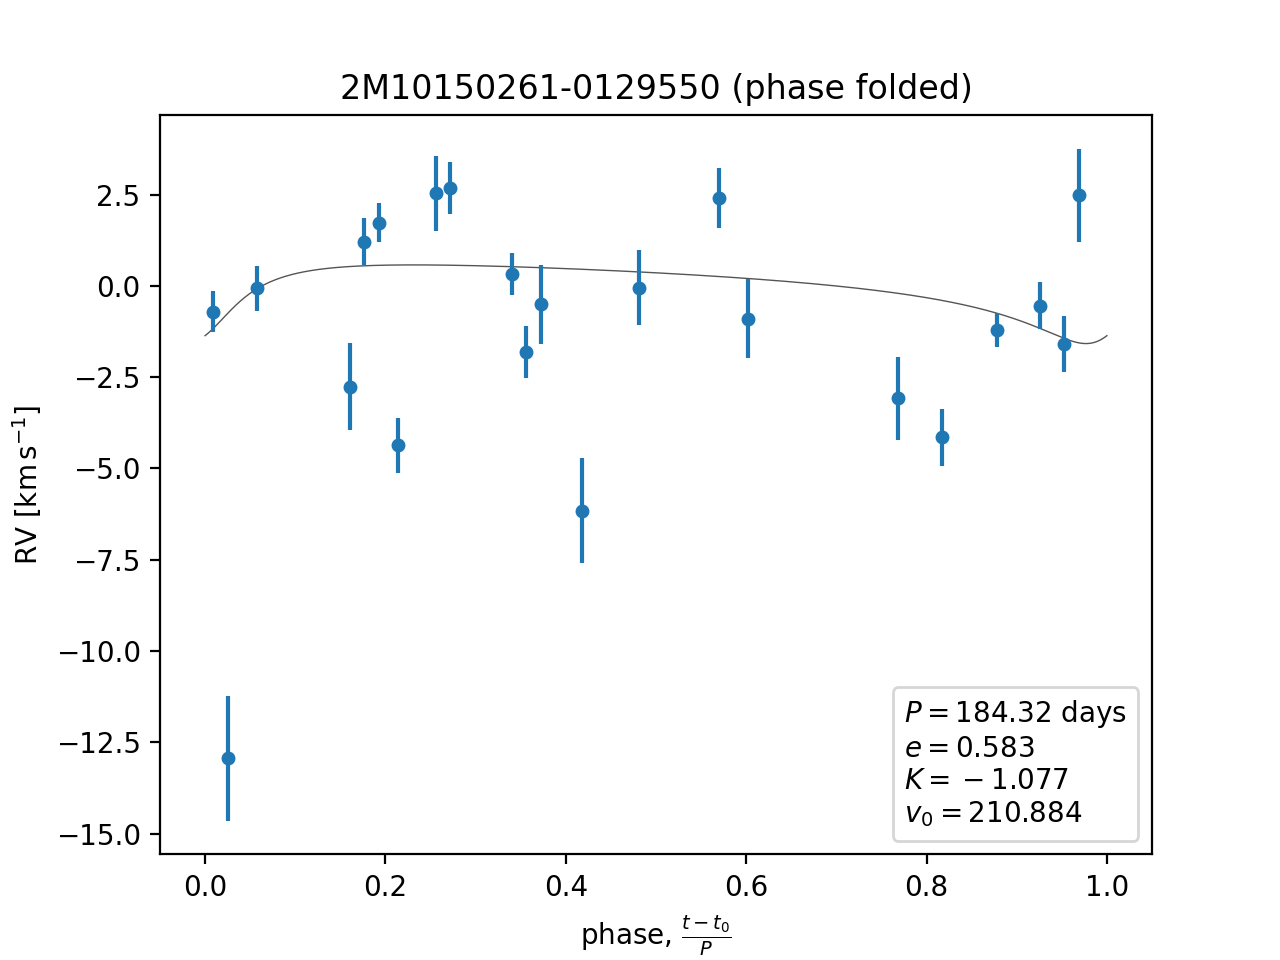 2M10150261-0129550 (phase folded)
RV [km s⁻¹]
2.5
0.0
−2.5
−5.0
−7.5
−10.0
−12.5
−15.0
P = 184.32 days
e = 0.583
K = −1.077
v₀ = 210.884
0.0 0.2 0.4 0.6 0.8 1.0
phase, (t − t₀)/P